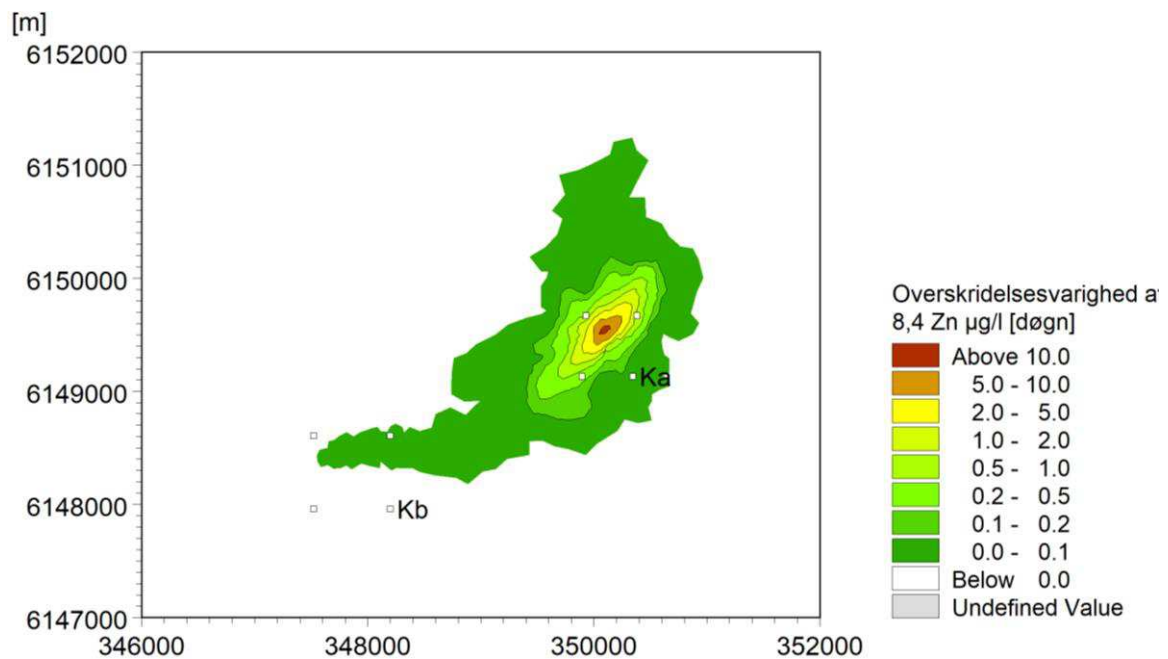 [m]
6152000
6151000
6150000
6149000
6148000
6147000
346000 348000 350000 352000
Ka
Kb
Overskridelsesvarighed af
8,4 Zn µg/l [døgn]
Above 10.0
5.0 - 10.0
2.0 - 5.0
1.0 - 2.0
0.5 - 1.0
0.2 - 0.5
0.1 - 0.2
0.0 - 0.1
Below 0.0
Undefined Value